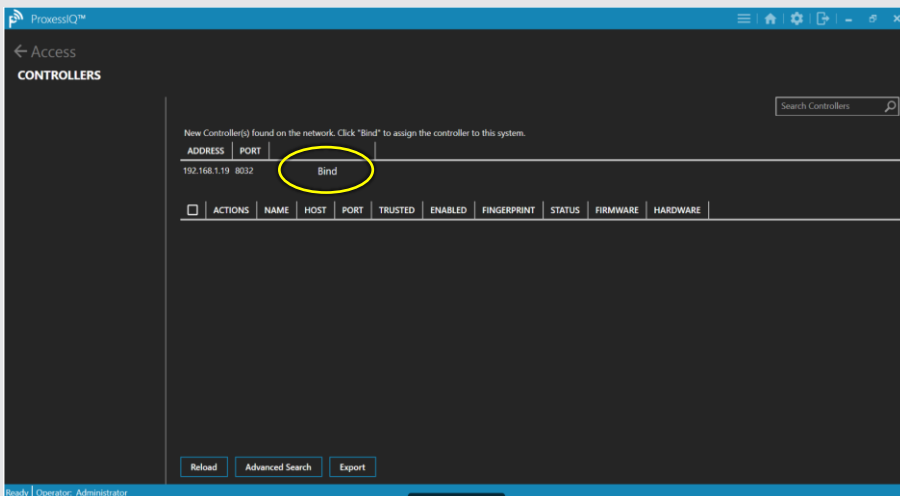 ProxessIQ™
Access
CONTROLLERS
Search Controllers
New Controller(s) found on the network. Click "Bind" to assign the controller to this system.
ADDRESS PORT
192.168.1.19 8032 Bind
ACTIONS NAME HOST PORT TRUSTED ENABLED FINGERPRINT STATUS FIRMWARE HARDWARE
Reload Advanced Search Export
Ready Operator: Administrator